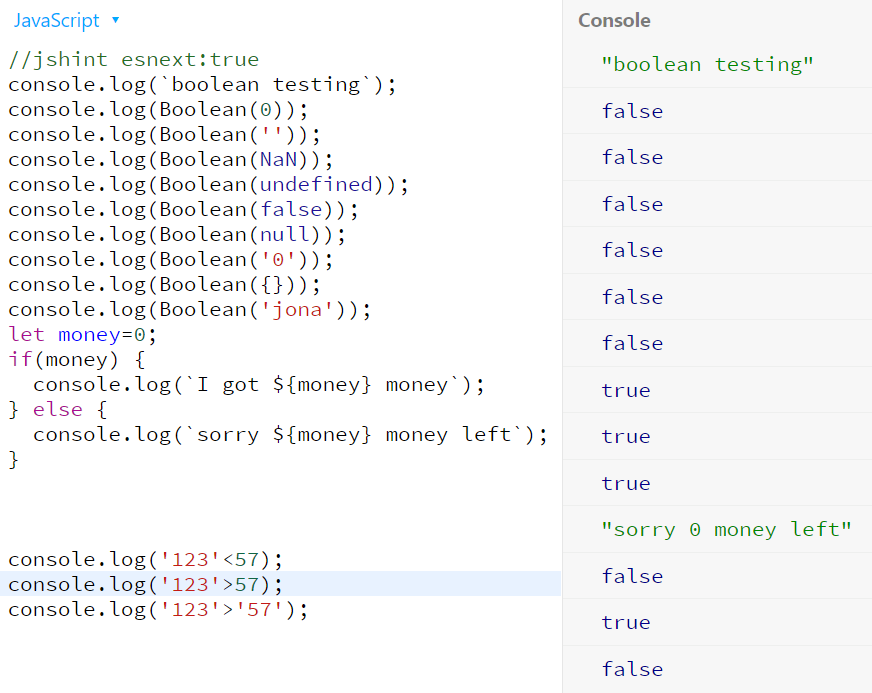 JavaScript ▼
//jshint esnext:true
console.log(`boolean testing`);
console.log(Boolean(0));
console.log(Boolean(''));
console.log(Boolean(NaN));
console.log(Boolean(undefined));
console.log(Boolean(false));
console.log(Boolean(null));
console.log(Boolean('0'));
console.log(Boolean({}));
console.log(Boolean('jona'));
let money=0;
if(money) {
  console.log(`I got ${money} money`);
} else {
  console.log(`sorry ${money} money left`);
}
console.log('123'<57);
console.log('123'>57);
console.log('123'>'57');
Console
"boolean testing"
false
false
false
false
false
false
true
true
true
"sorry 0 money left"
false
true
false